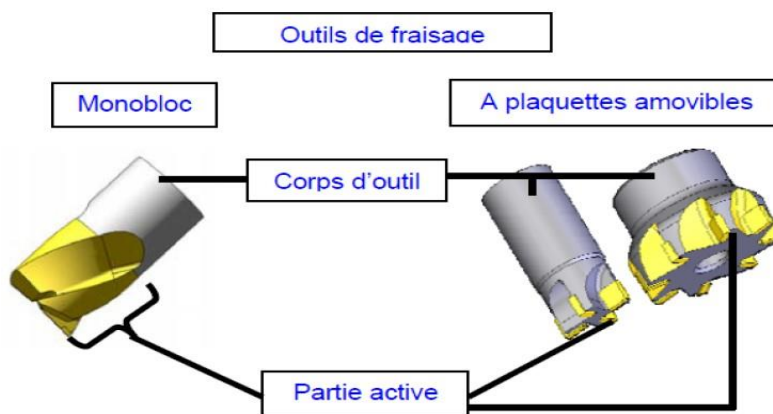 Outils de fraisage
Monobloc
A plaquettes amovibles
Corps d'outil
Partie active